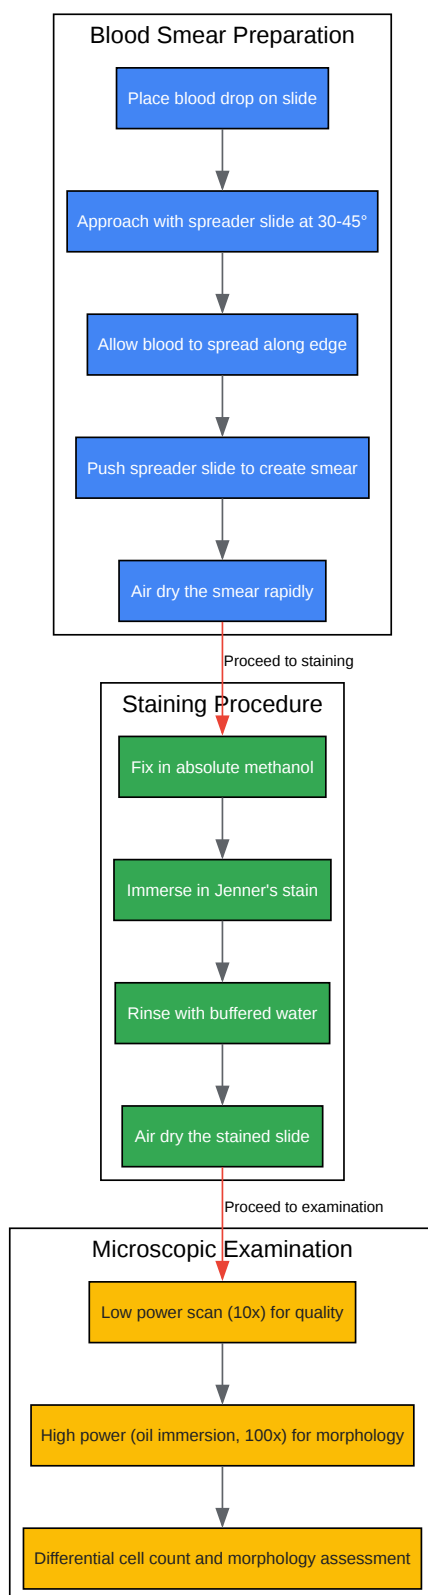 Blood Smear Preparation
Place blood drop on slide
Approach with spreader slide at 30-45°
Allow blood to spread along edge
Push spreader slide to create smear
Air dry the smear rapidly
Proceed to staining
Staining Procedure
Fix in absolute methanol
Immerse in Jenner's stain
Rinse with buffered water
Air dry the stained slide
Proceed to examination
Microscopic Examination
Low power scan (10x) for quality
High power (oil immersion, 100x) for morphology
Differential cell count and morphology assessment